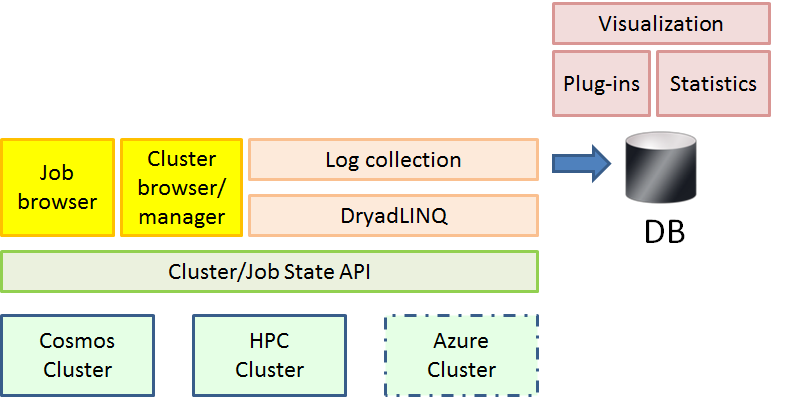 Visualization
Plug-ins
Statistics
Job
browser
Cluster
browser/
manager
Log collection
DryadLINQ
DB
Cluster/Job State API
Cosmos
Cluster
HPC
Cluster
Azure
Cluster